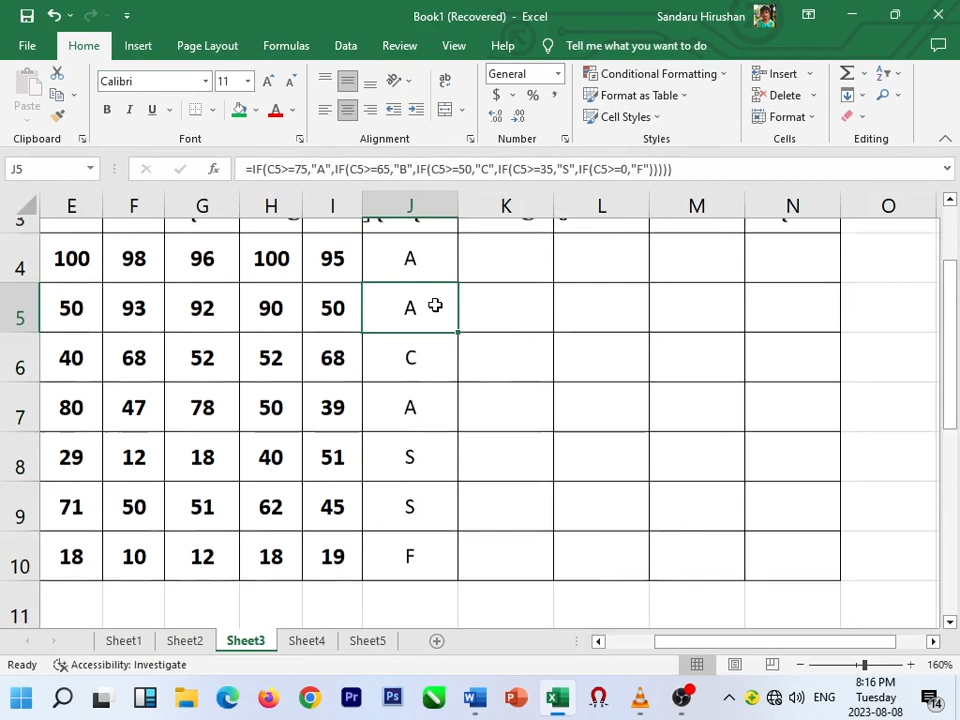 Book1 (Recovered) - Excel
Sandaru Hirushan
File Home Insert Page Layout Formulas Data Review View Help Tell me what you want to do
Paste
Calibri 11
General
Conditional Formatting
Format as Table
Cell Styles
Insert
Delete
Format
Clipboard Font Alignment Number Styles Cells Editing
J5 =IF(C5>=75,"A",IF(C5>=65,"B",IF(C5>=50,"C",IF(C5>=35,"S",IF(C5>=0,"F")))))
E F G H I J K L M N O
3
4 100 98 96 100 95 A
5 50 93 92 90 50 A
6 40 68 52 52 68 C
7 80 47 78 50 39 A
8 29 12 18 40 51 S
9 71 50 51 62 45 S
10 18 10 12 18 19 F
11
Sheet1 Sheet2 Sheet3 Sheet4 Sheet5
Ready Accessibility: Investigate 160%
ENG
8:16 PM
Tuesday
2023-08-08
14